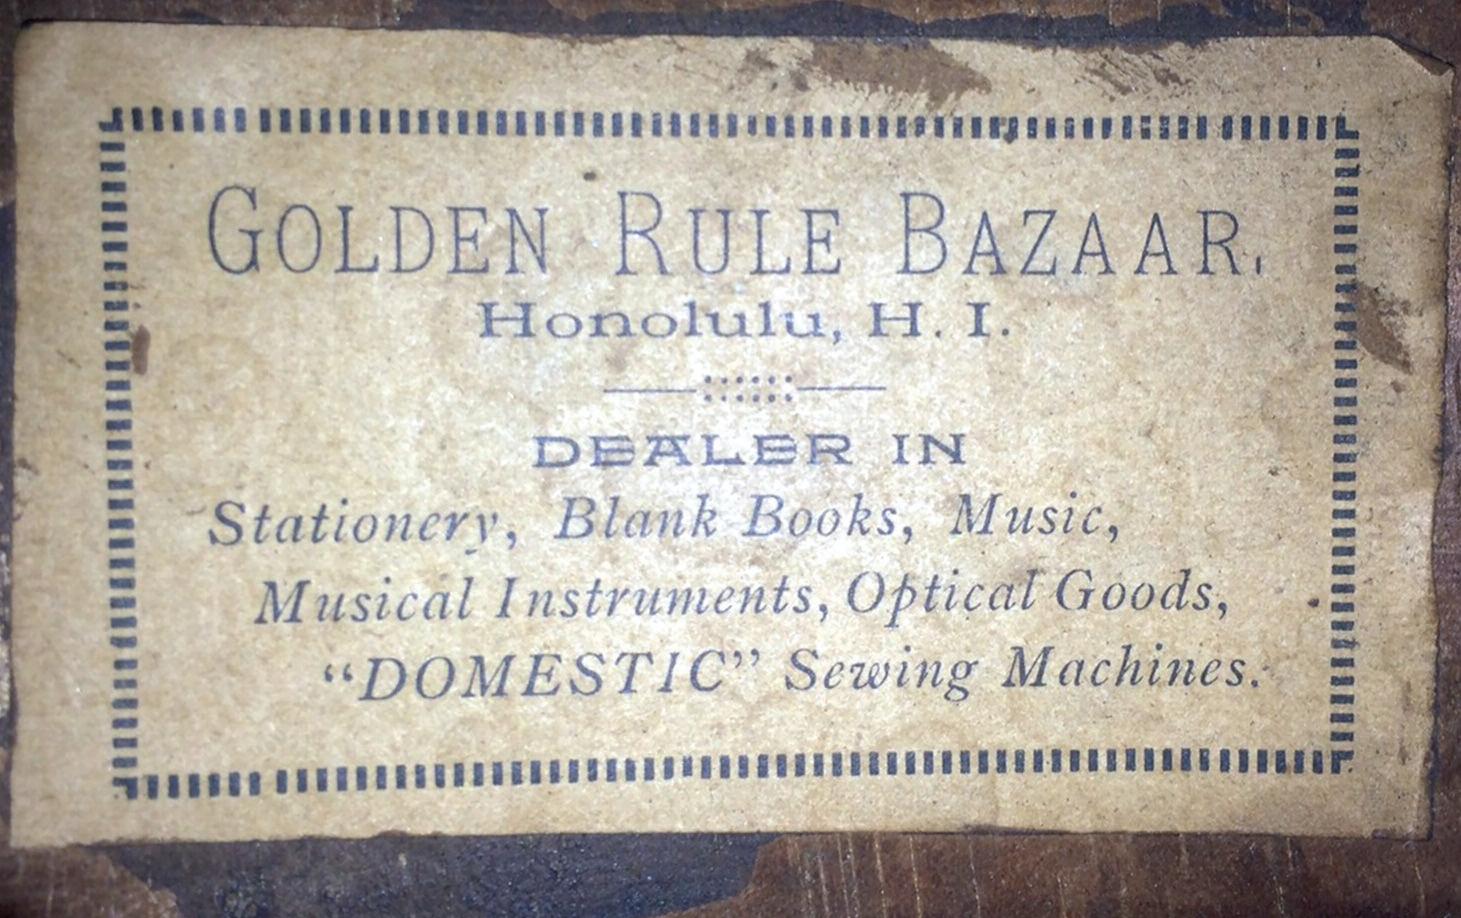 GOLDEN RULE BAZAAR,
Honolulu, H. I.
DEALER IN
Stationery, Blank Books, Music,
Musical Instruments, Optical Goods,
“DOMESTIC” Sewing Machines.